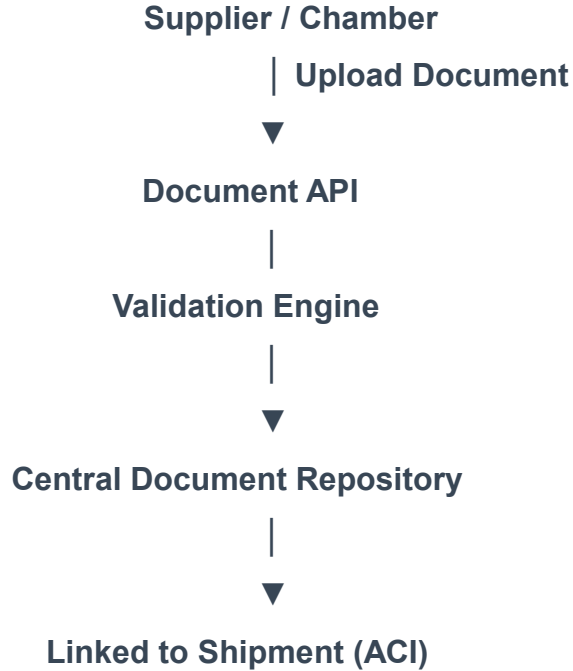 Supplier / Chamber
Upload Document
Document API
Validation Engine
Central Document Repository
Linked to Shipment (ACI)